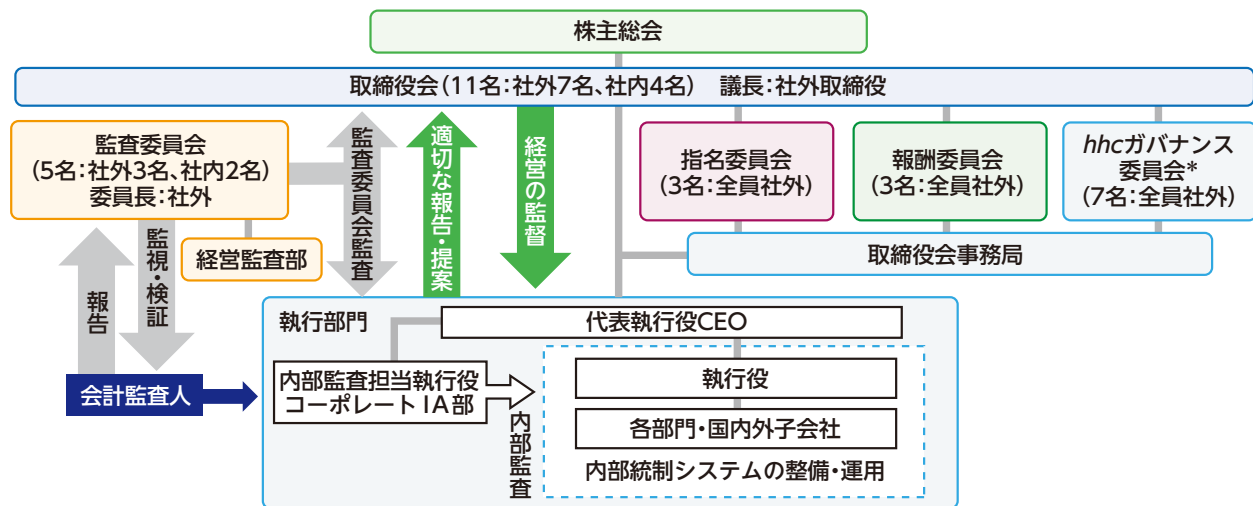 株主総会
取締役会(11名：社外7名、社内4名)　議長：社外取締役
監査委員会
(5名：社外3名、社内2名)
委員長：社外
経営監査部
監査委員会監査
適切な報告・提案
経営の監督
指名委員会
(3名：全員社外)
報酬委員会
(3名：全員社外)
hhcガバナンス
委員会*
(7名：全員社外)
取締役会事務局
報告
監視・検証
会計監査人
執行部門
代表執行役CEO
内部監査担当執行役
コーポレートIA部
内部監査
執行役
各部門・国内外子会社
内部統制システムの整備・運用